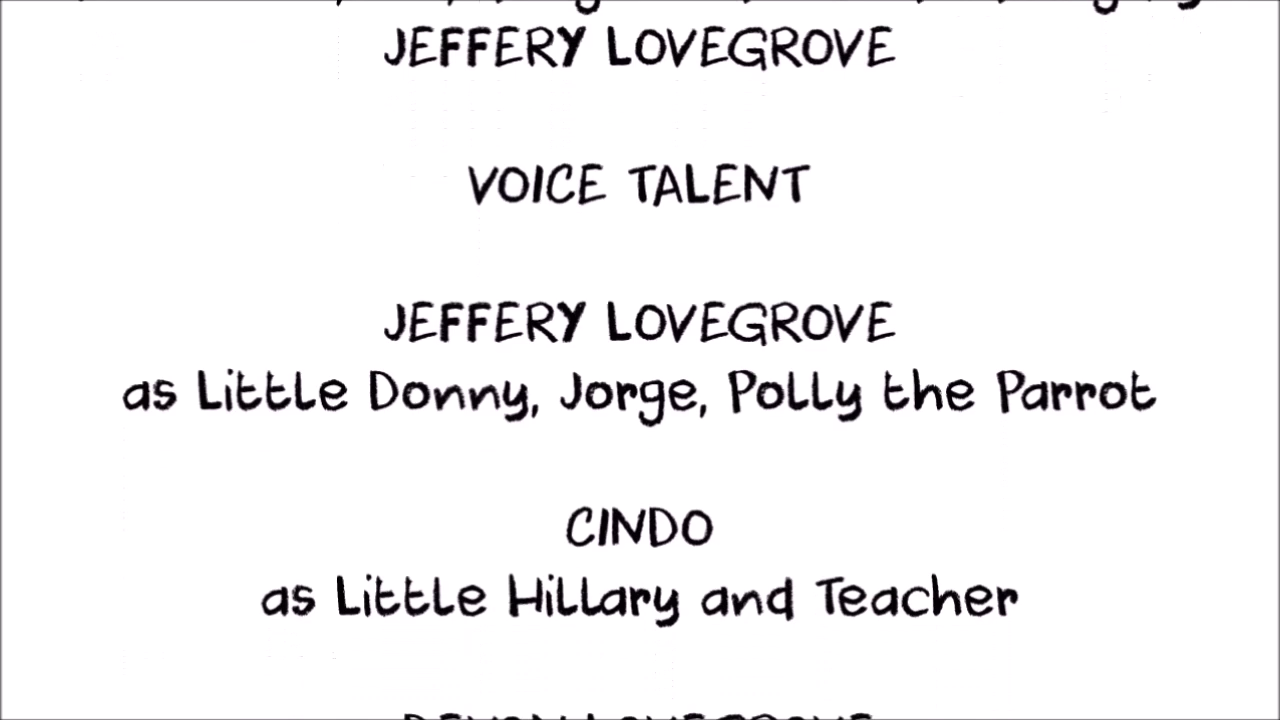 JEFFERY LOVEGROVE
VOICE TALENT
JEFFERY LOVEGROVE
as Little Donny, Jorge, Polly the Parrot
CINDO
as Little Hillary and Teacher